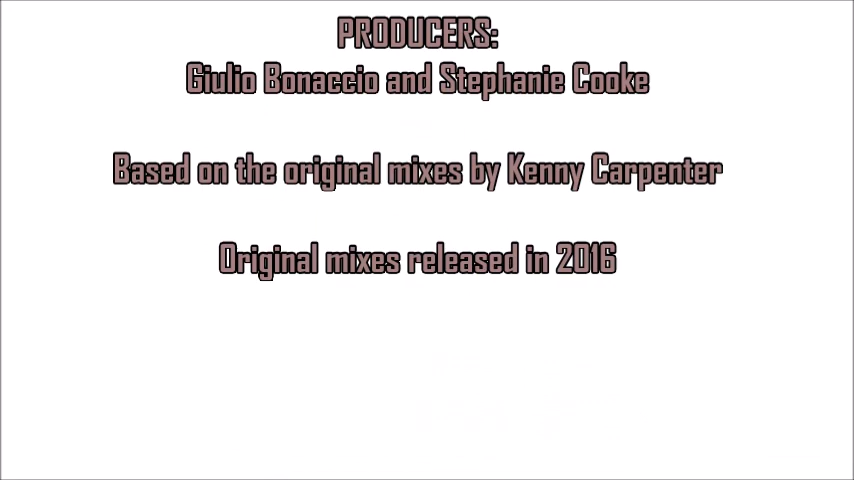 PRODUCERS:
Giulio Bonaccio and Stephanie Cooke
Based on the original mixes by Kenny Carpenter
Original mixes released in 2016